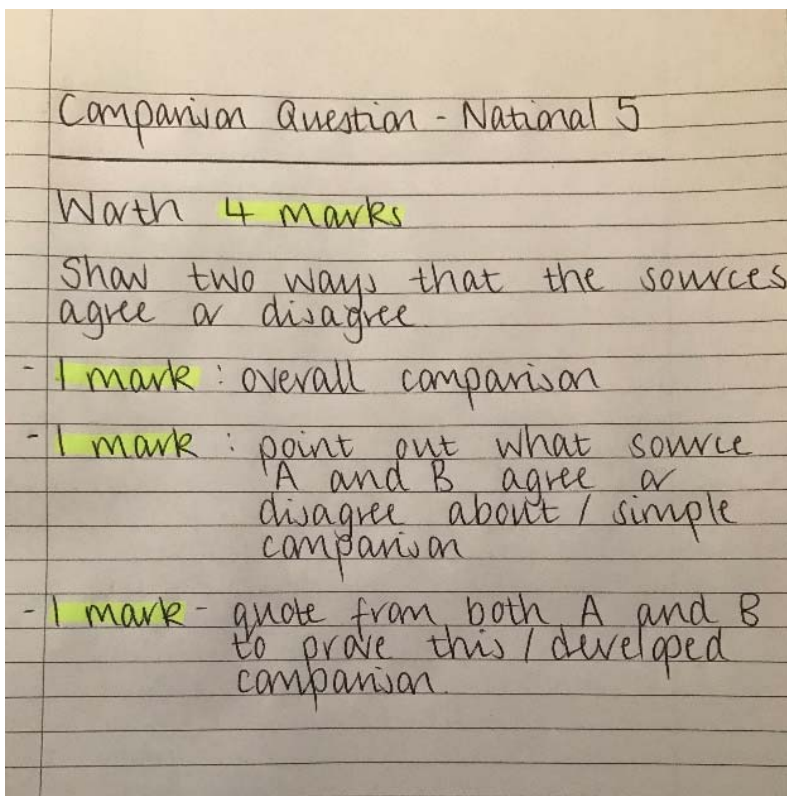 Comparison Question - National 5
Worth 4 marks
Show two ways that the sources
agree or disagree.
- 1 mark : overall comparison
- 1 mark : point out what source
A and B agree or
disagree about / simple
comparison
- 1 mark - quote from both A and B
to prove this / developed
comparison.